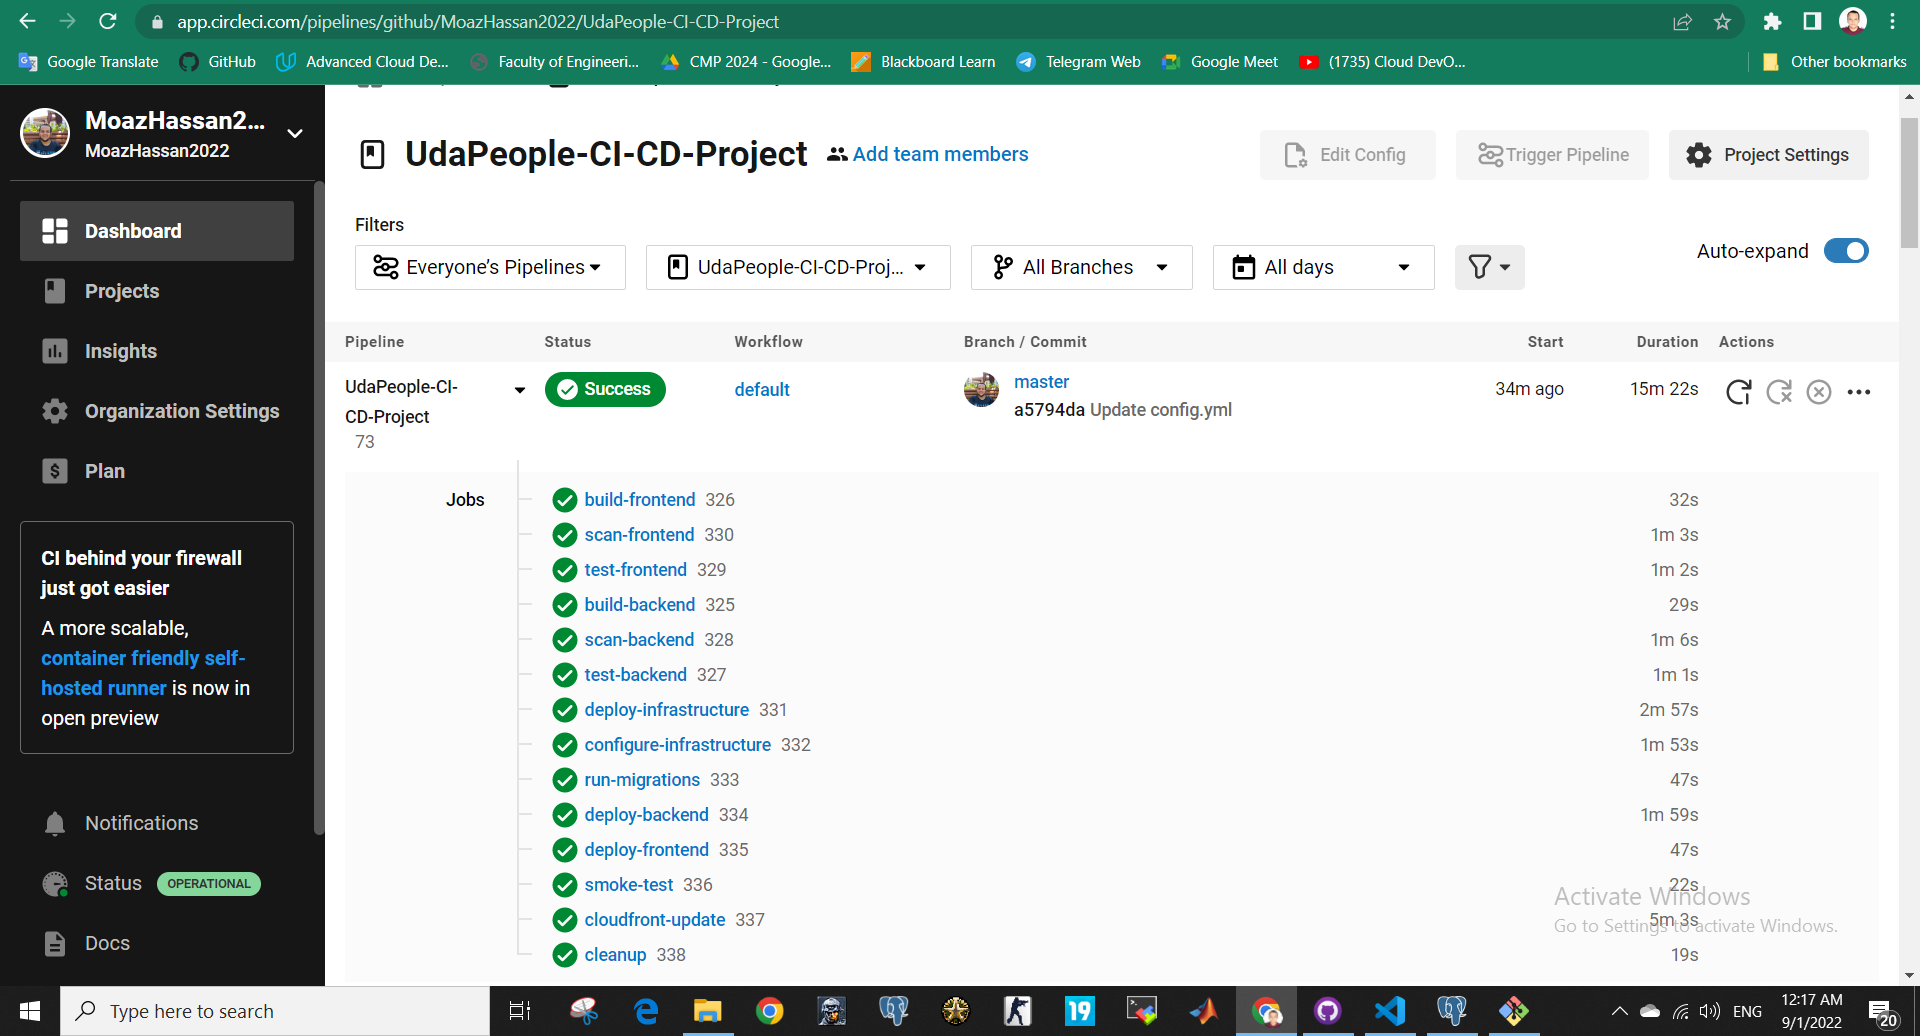 app.circleci.com/pipelines/github/MoazHassan2022/UdaPeople-CI-CD-Project
Google Translate
GitHub
Advanced Cloud De...
Faculty of Engineeri...
CMP 2024 - Google...
Blackboard Learn
Telegram Web
Google Meet
(1735) Cloud DevO...
Other bookmarks
MoazHassan2...
MoazHassan2022
Dashboard
Projects
Insights
Organization Settings
Plan
CI behind your firewall
just got easier
A more scalable,
container friendly self-
hosted runner is now in
open preview
Notifications
Status OPERATIONAL
Docs
UdaPeople-CI-CD-Project
Add team members
Edit Config
Trigger Pipeline
Project Settings
Filters
Everyone’s Pipelines
UdaPeople-CI-CD-Proj...
All Branches
All days
Auto-expand
Pipeline Status Workflow Branch / Commit Start Duration Actions
UdaPeople-CI-
CD-Project
73
Success
default
master
a5794da Update config.yml
34m ago
15m 22s
Jobs
build-frontend 326 32s
scan-frontend 330 1m 3s
test-frontend 329 1m 2s
build-backend 325 29s
scan-backend 328 1m 6s
test-backend 327 1m 1s
deploy-infrastructure 331 2m 57s
configure-infrastructure 332 1m 53s
run-migrations 333 47s
deploy-backend 334 1m 59s
deploy-frontend 335 47s
smoke-test 336 22s
cloudfront-update 337 5m 3s
cleanup 338 19s
Activate Windows
Go to Settings to activate Windows.
Type here to search
19
ENG
12:17 AM
9/1/2022
20